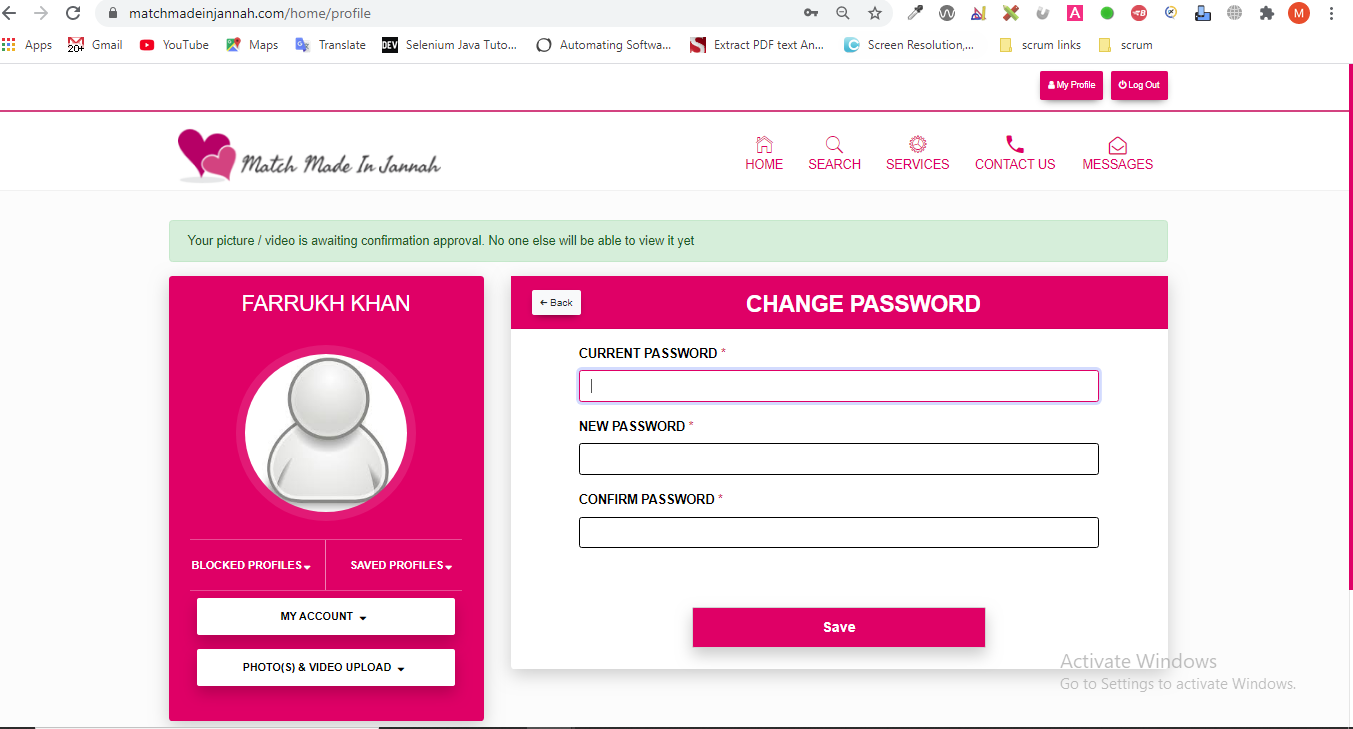 matchmadeinjannah.com/home/profile
Apps Gmail YouTube Maps Translate DEV Selenium Java Tuto... Automating Softwa... Extract PDF text An... Screen Resolution,... scrum links scrum
20+
My Profile Log Out
Match Made In Jannah
HOME SEARCH SERVICES CONTACT US MESSAGES
Your picture / video is awaiting confirmation approval. No one else will be able to view it yet
FARRUKH KHAN
BLOCKED PROFILES SAVED PROFILES
MY ACCOUNT
PHOTO(S) & VIDEO UPLOAD
← Back CHANGE PASSWORD
CURRENT PASSWORD *
NEW PASSWORD *
CONFIRM PASSWORD *
Save
Activate Windows
Go to Settings to activate Windows.